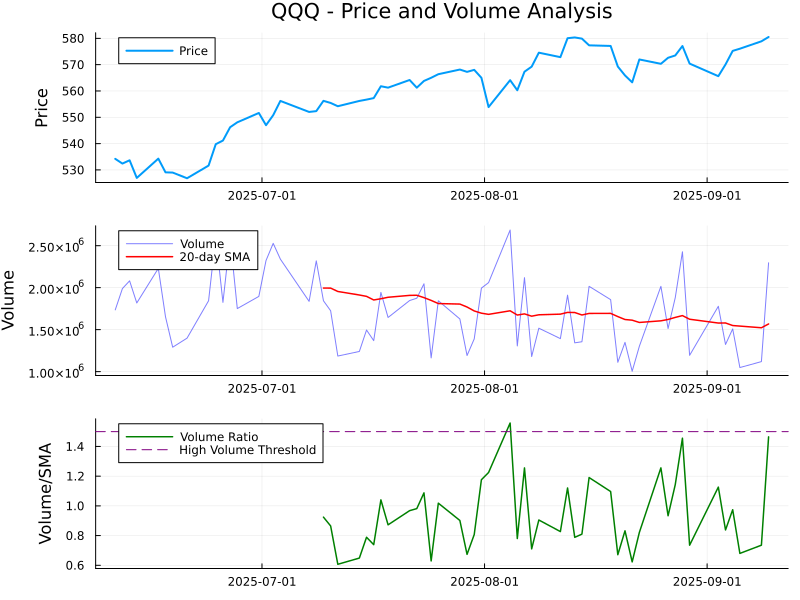 QQQ - Price and Volume Analysis
Price
580
570
560
550
540
530
Price
2025-07-01
2025-08-01
2025-09-01
Volume
20-day SMA
2.50×10⁶
2.00×10⁶
1.50×10⁶
1.00×10⁶
Volume
2025-07-01
2025-08-01
2025-09-01
Volume Ratio
High Volume Threshold
1.4
1.2
1.0
0.8
0.6
Volume/SMA
2025-07-01
2025-08-01
2025-09-01